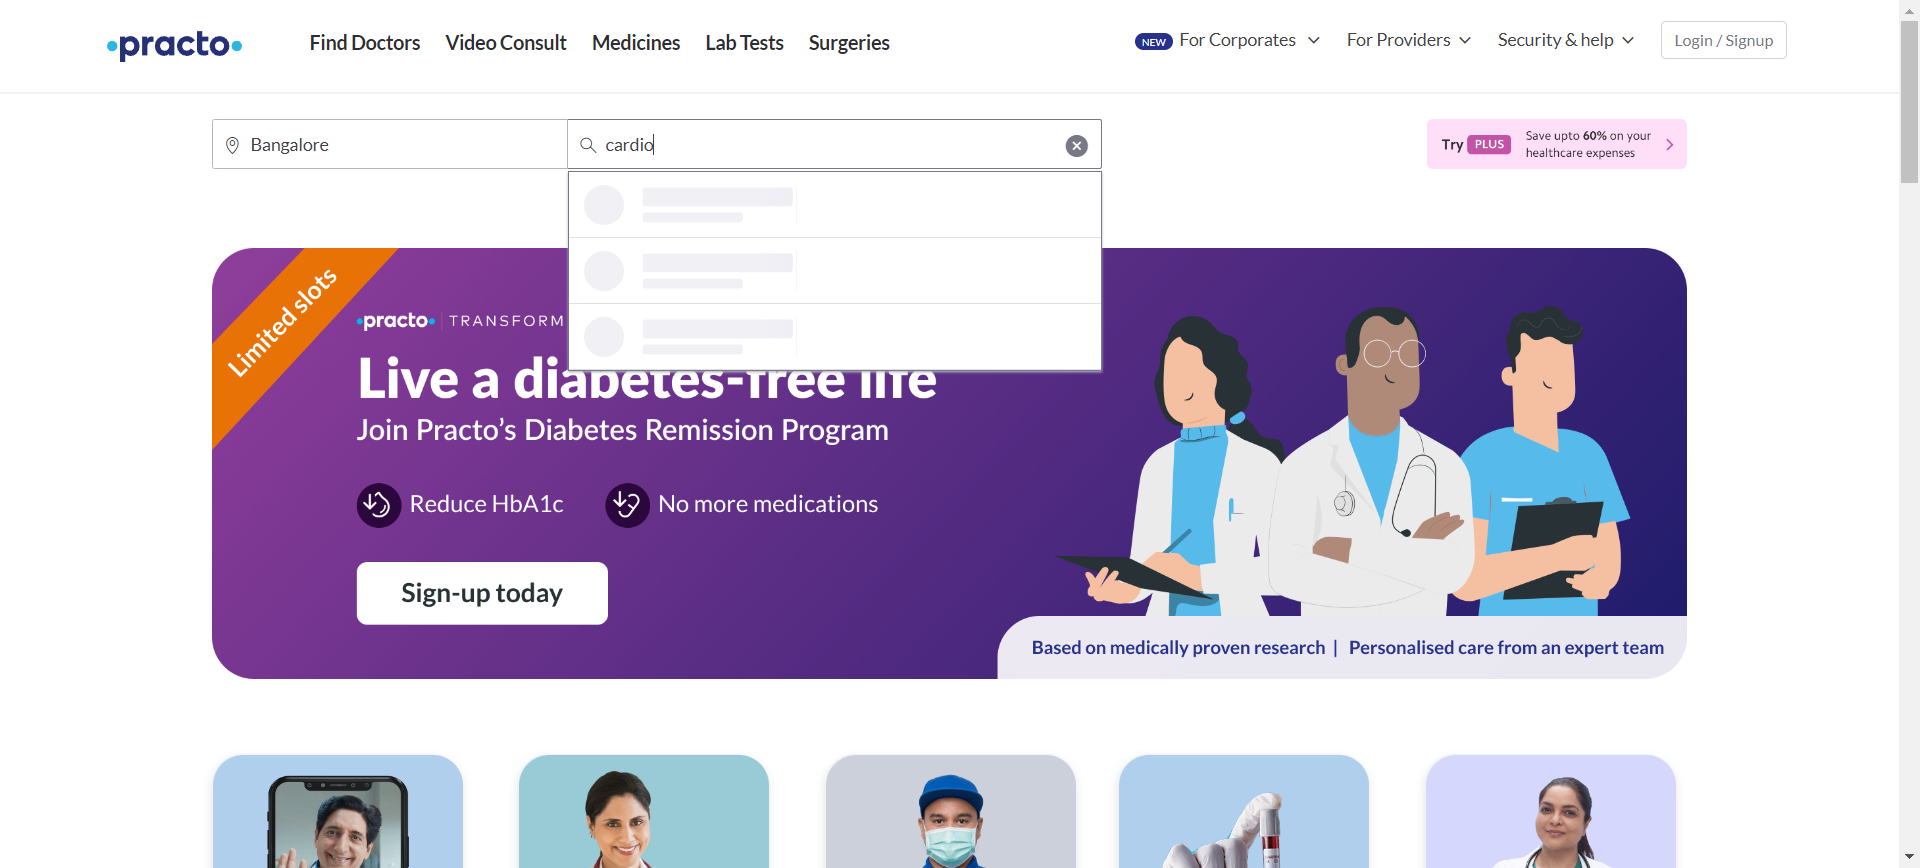 practo
Find Doctors
Video Consult
Medicines
Lab Tests
Surgeries
NEW For Corporates
For Providers
Security & help
Login / Signup
Bangalore
cardio
Try PLUS
Save upto 60% on your
healthcare expenses
Limited slots
practo TRANSFORM
Live a diabetes-free life
Join Practo’s Diabetes Remission Program
Reduce HbA1c
No more medications
Sign-up today
Based on medically proven research | Personalised care from an expert team